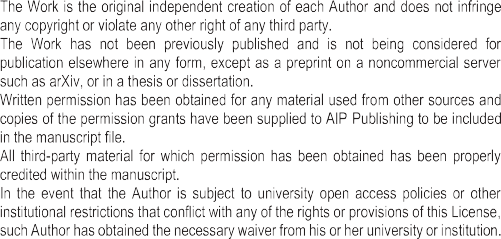 The Work is the original independent creation of each Author and does not infringe
any copyright or violate any other right of any third party.
The Work has not been previously published and is not being considered for
publication elsewhere in any form, except as a preprint on a noncommercial server
such as arXiv, or in a thesis or dissertation.
Written permission has been obtained for any material used from other sources and
copies of the permission grants have been supplied to AIP Publishing to be included
in the manuscript file.
All third-party material for which permission has been obtained has been properly
credited within the manuscript.
In the event that the Author is subject to university open access policies or other
institutional restrictions that conflict with any of the rights or provisions of this License,
such Author has obtained the necessary waiver from his or her university or institution.